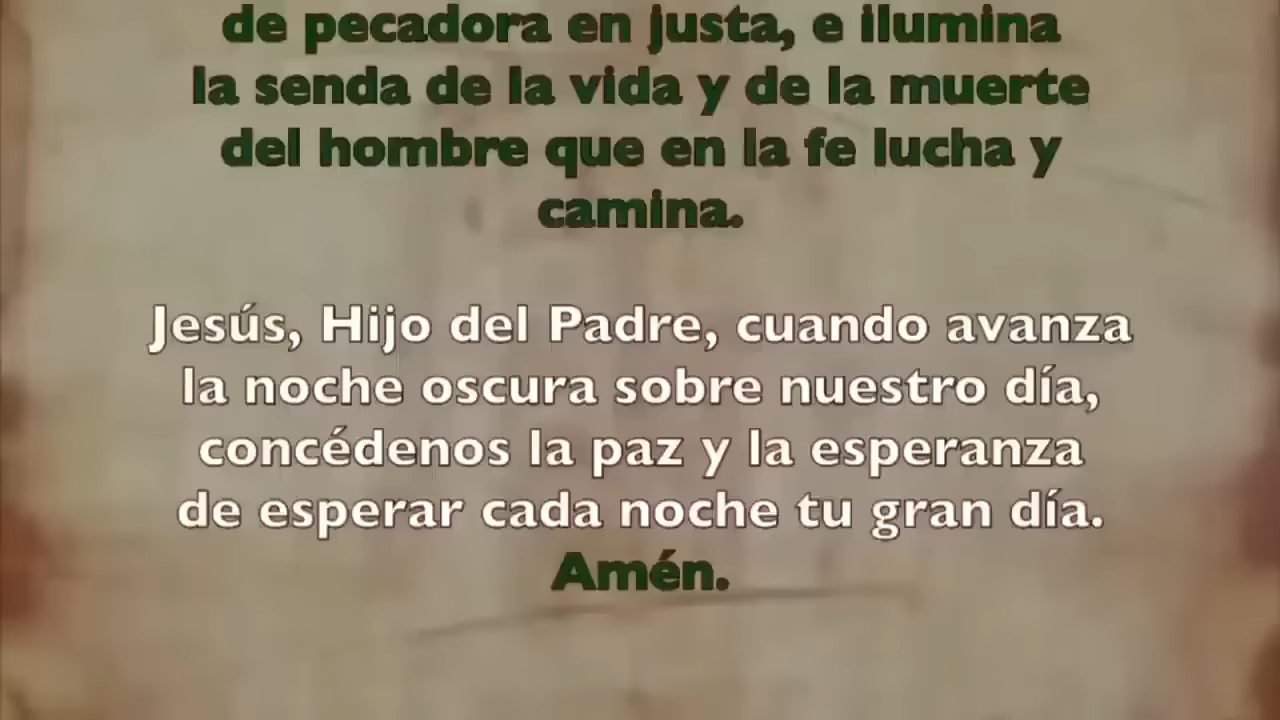 de pecadora en justa, e ilumina
la senda de la vida y de la muerte
del hombre que en la fe lucha y
camina.
Jesús, Hijo del Padre, cuando avanza
la noche oscura sobre nuestro día,
concédenos la paz y la esperanza
de esperar cada noche tu gran día.
Amén.